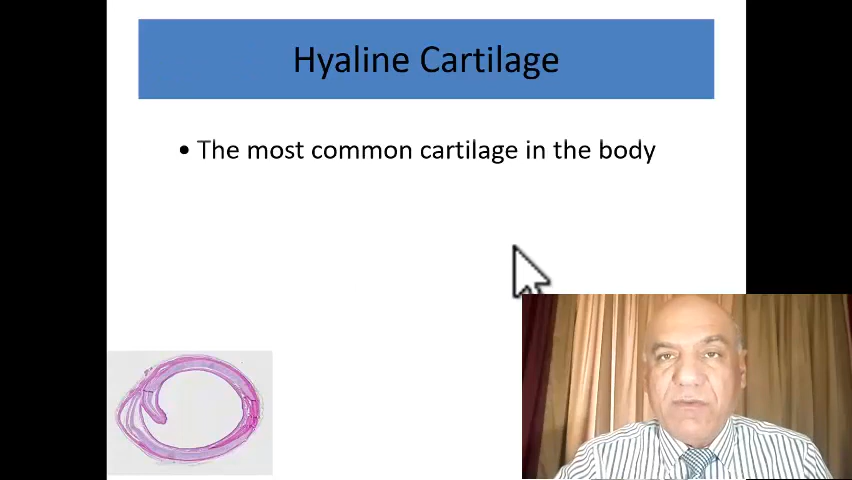 Hyaline Cartilage
• The most common cartilage in the body